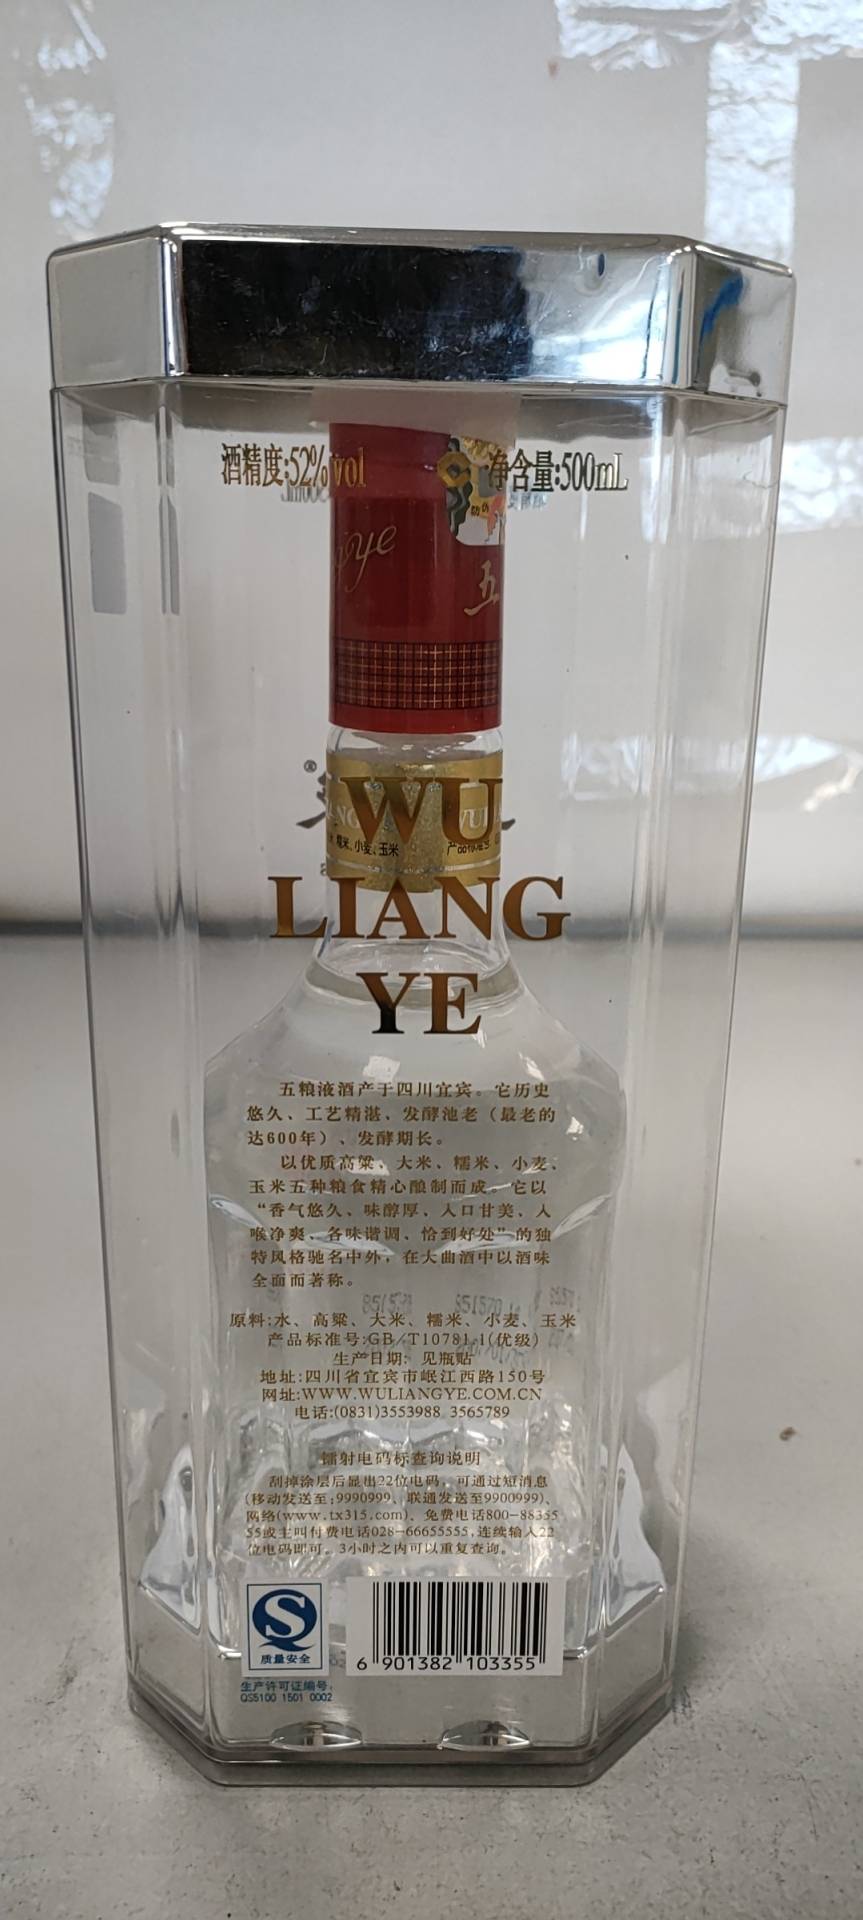 酒精度:52%vol 净含量:500mL
ye
五
®
WU
糯米、小麦、玉米
LIANG
YE
五粮液酒产于四川宜宾。它历史
悠久、工艺精湛、发酵池老（最老的
达600年）、发酵期长。
以优质高粱、大米、糯米、小麦、
玉米五种粮食精心酿制而成。它以
“香气悠久、味醇厚、入口甘美、入
喉净爽、各味谐调、恰到好处”的独
特风格驰名中外，在大曲酒中以酒味
全面而著称。
原料:水、高粱、大米、糯米、小麦、玉米
产品标准号:GB/T10781.1(优级)
生产日期: 见瓶贴
地址:四川省宜宾市岷江西路150号
网址:WWW.WULIANGYE.COM.CN
电话:(0831)3553988 3565789
镭射电码标查询说明
刮掉涂层后显出22位电码，可通过短消息
(移动发送至:9990999、联通发送至9900999)、
网络(www.tx315.com)、免费电话800-88355
55或主叫付费电话028-66655555,连续输入22
位电码即可。3小时之内可以重复查询。
质量安全
6 901382 103355
生产许可证编号:
QS5100 1501 0002